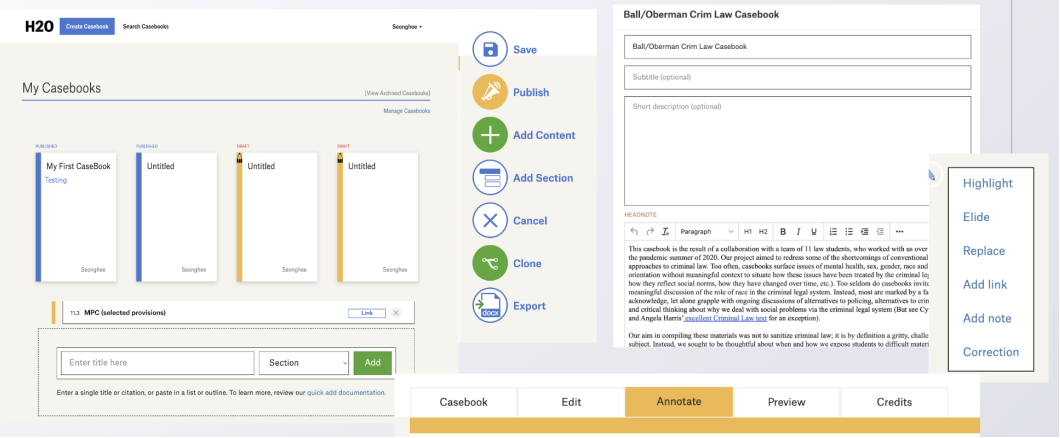 H2O
Create Casebook
Search Casebooks
Seonghee
My Casebooks
[View Archived Casebooks]
Manage Casebooks
PUBLISHED
My First CaseBook
Testing
Seonghee
PUBLISHED
Untitled
Seonghee
DRAFT
Untitled
Seonghee
DRAFT
Untitled
Seonghee
11.3 MPC (selected provisions)
Link
Enter title here
Section
Add
Enter a single title or citation, or paste in a list or outline. To learn more, review our quick add documentation.
Save
Publish
Add Content
Add Section
Cancel
Clone
docx
Export
Ball/Oberman Crim Law Casebook
Ball/Oberman Crim Law Casebook
Subtitle (optional)
Short description (optional)
HEADNOTE
Paragraph
H1 H2 B I U
This casebook is the result of a collaboration with a team of 11 law students, who worked with us over
the pandemic summer of 2020. Our project aimed to redress some of the shortcomings of conventional
approaches to criminal law. Too often, casebooks surface issues of mental health, sex, gender, race and
orientation without meaningful context to situate how these issues have been treated by the criminal leg
how they reflect social norms, how they have changed over time, etc.). Too seldom do casebooks invit
meaningful discussion of the role of race in the criminal legal system. Instead, most are marked by a fa
acknowledge, let alone grapple with ongoing discussions of alternatives to policing, alternatives to crin
and critical thinking about how we deal with social problems via the criminal legal system (But see Cy
and Angela Harris' excellent Criminal Law text for an exception).
Our aim in compiling these materials was not to sanitize criminal law; it is by definition a gritty, challe
subject. Instead, we sought to be thoughtful about when and how we expose students to difficult materi
Highlight
Elide
Replace
Add link
Add note
Correction
Casebook
Edit
Annotate
Preview
Credits